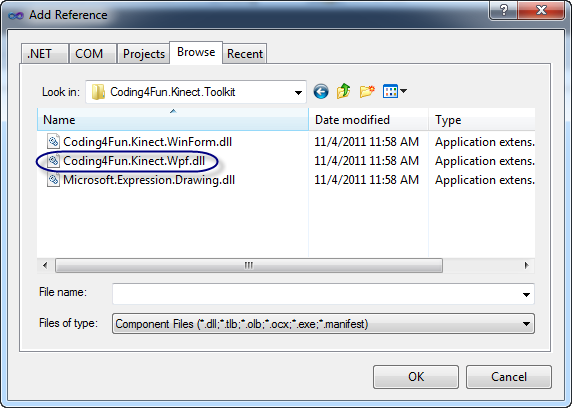 Add Reference
.NET COM Projects Browse Recent
Look in: Coding4Fun.Kinect.Toolkit
Name Date modified Type
Coding4Fun.Kinect.WinForm.dll 11/4/2011 11:58 AM Application extens.
Coding4Fun.Kinect.Wpf.dll 11/4/2011 11:58 AM Application extens.
Microsoft.Expression.Drawing.dll 11/4/2011 11:58 AM Application extens.
File name:
Files of type: Component Files (*.dll;*.tlb;*.olb;*.ocx;*.exe;*.manifest)
OK Cancel